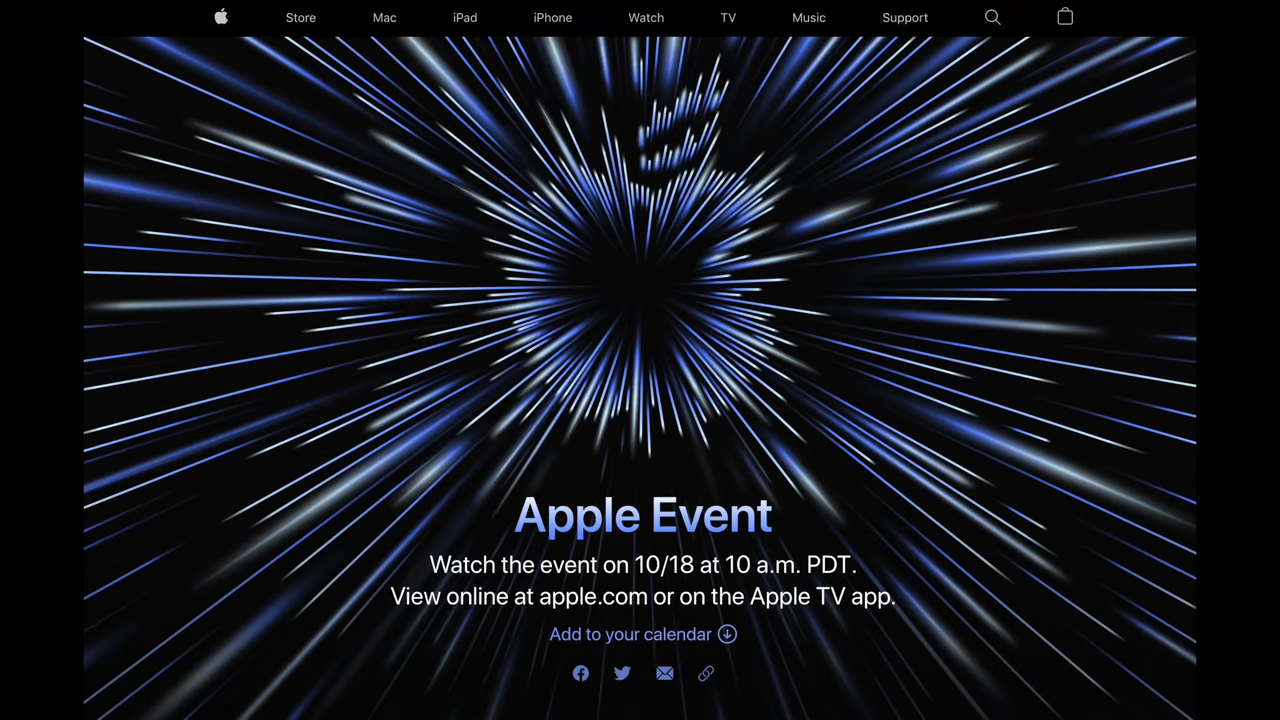 Store Mac iPad iPhone Watch TV Music Support
Apple Event
Watch the event on 10/18 at 10 a.m. PDT.
View online at apple.com or on the Apple TV app.
Add to your calendar